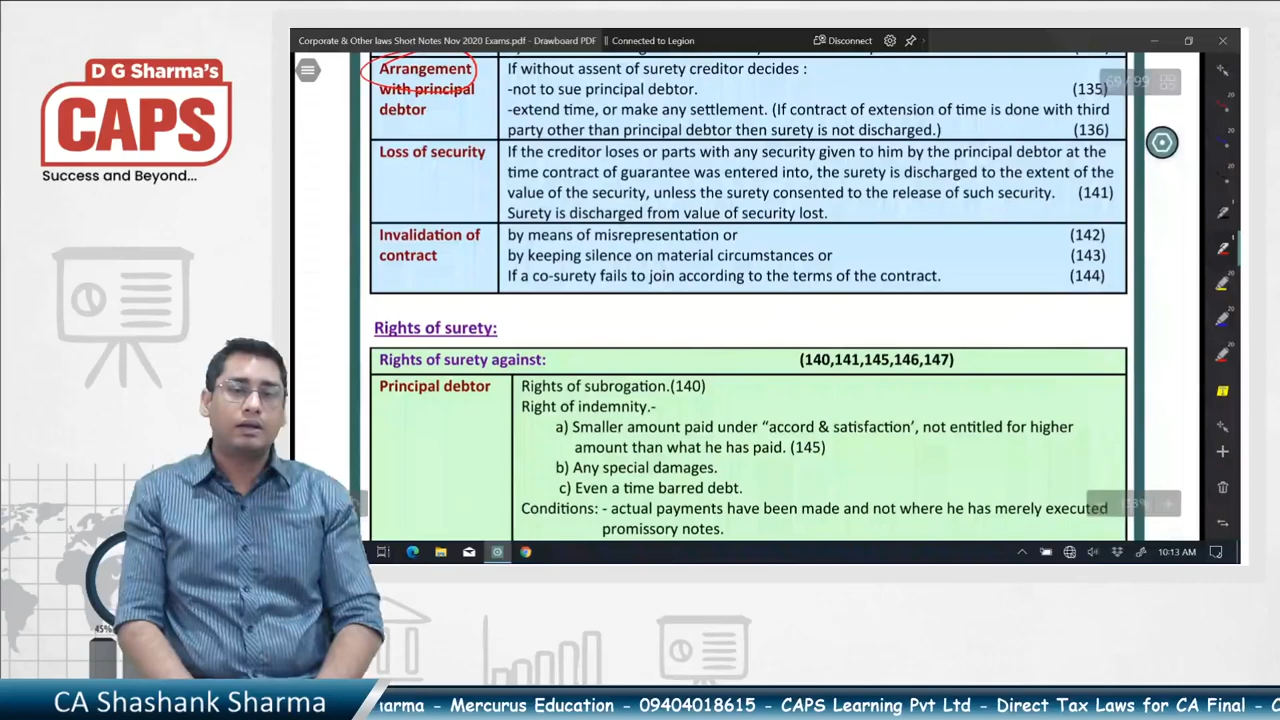 D G Sharma's
CAPS
Success and Beyond...
Corporate & Other laws Short Notes Nov 2020 Exams.pdf - Drawboard PDF || Connected to Legion
Disconnect
69 / 99
Arrangement with principal debtor
If without assent of surety creditor decides :
-not to sue principal debtor. (135)
-extend time, or make any settlement. (If contract of extension of time is done with third
party other than principal debtor then surety is not discharged.) (136)
Loss of security
If the creditor loses or parts with any security given to him by the principal debtor at the
time contract of guarantee was entered into, the surety is discharged to the extent of the
value of the security, unless the surety consented to the release of such security. (141)
Surety is discharged from value of security lost.
Invalidation of contract
by means of misrepresentation or (142)
by keeping silence on material circumstances or (143)
If a co-surety fails to join according to the terms of the contract. (144)
Rights of surety:
Rights of surety against: (140,141,145,146,147)
Principal debtor
Rights of subrogation.(140)
Right of indemnity.-
a) Smaller amount paid under “accord & satisfaction’, not entitled for higher
amount than what he has paid. (145)
b) Any special damages.
c) Even a time barred debt.
Conditions: - actual payments have been made and not where he has merely executed
promissory notes.
10:13 AM
45%
CA Shashank Sharma
arma - Mercurus Education - 09404018615 - CAPS Learning Pvt Ltd - Direct Tax Laws for CA Final - C